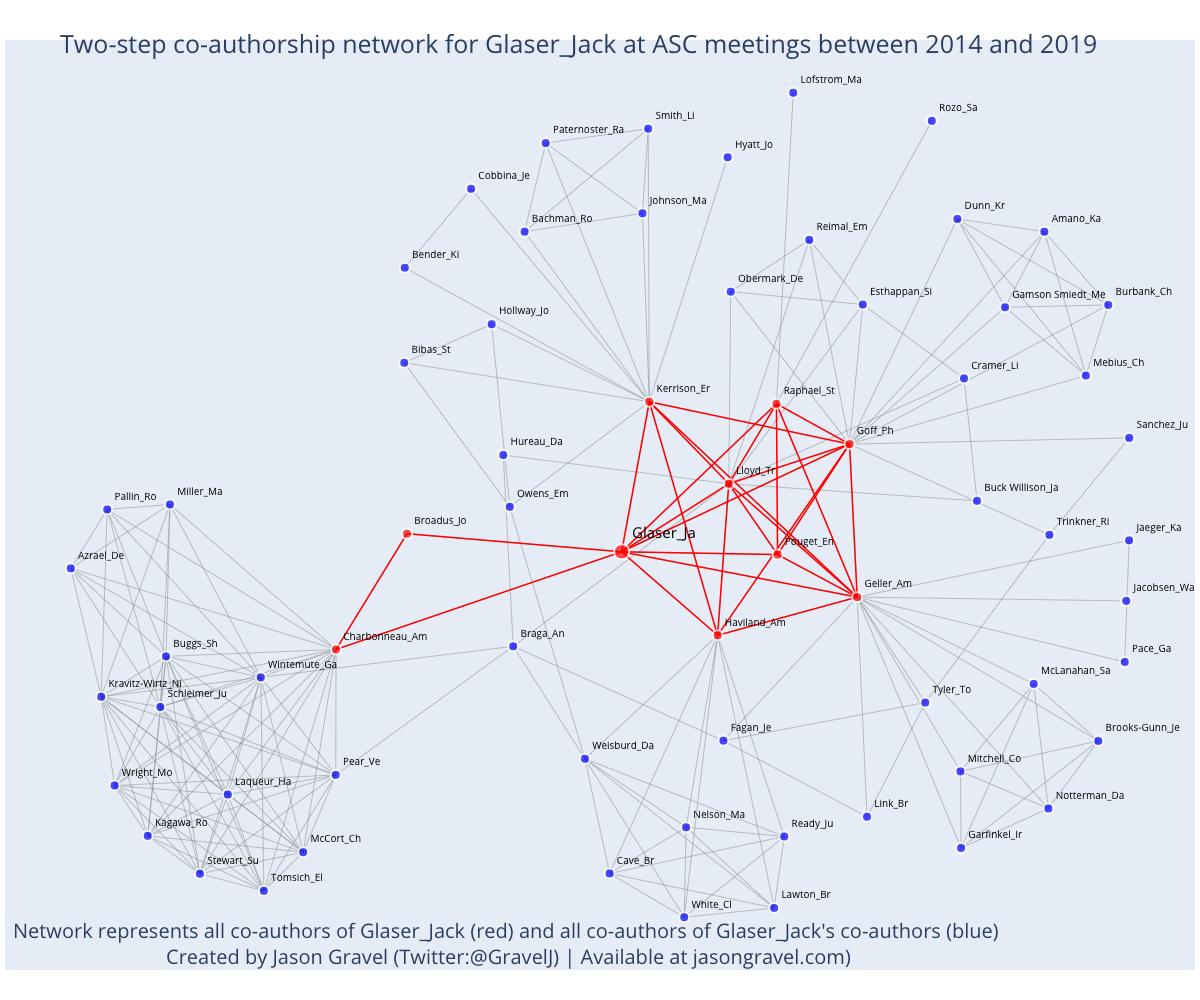 Two-step co-authorship network for Glaser_Jack at ASC meetings between 2014 and 2019
Lofstrom_Ma
Rozo_Sa
Smith_Li
Paternoster_Ra
Hyatt_Jo
Cobbina_Je
Johnson_Ma
Dunn_Kr
Bachman_Ro
Amano_Ka
Reimal_Em
Bender_Ki
Obermark_De
Esthappan_Si
Gamson Smiedt_Me
Burbank_Ch
Hollway_Jo
Bibas_St
Mebius_Ch
Cramer_Li
Kerrison_Er
Raphael_St
Sanchez_Ju
Goff_Ph
Hureau_Da
Lloyd_Tr
Buck Willison_Ja
Owens_Em
Miller_Ma
Pallin_Ro
Broadus_Jo
Trinkner_Ri
Jaeger_Ka
Glaser_Ja
Pouget_En
Azrael_De
Geller_Am
Jacobsen_Wa
Haviland_Am
Charbonneau_Am
Braga_An
Buggs_Sh
Pace_Ga
Wintemute_Ga
McLanahan_Sa
Kravitz-Wirtz_Ni
Schleimer_Ju
Tyler_To
Fagan_Je
Brooks-Gunn_Je
Weisburd_Da
Mitchell_Co
Pear_Ve
Wright_Mo
Laqueur_Ha
Notterman_Da
Link_Br
Nelson_Ma
Ready_Ju
Kagawa_Ro
Garfinkel_Ir
McCort_Ch
Stewart_Su
Cave_Br
Tomsich_El
Lawton_Br
White_Cl
Network represents all co-authors of Glaser_Jack (red) and all co-authors of Glaser_Jack's co-authors (blue)
Created by Jason Gravel (Twitter:@GravelJ) | Available at jasongravel.com)